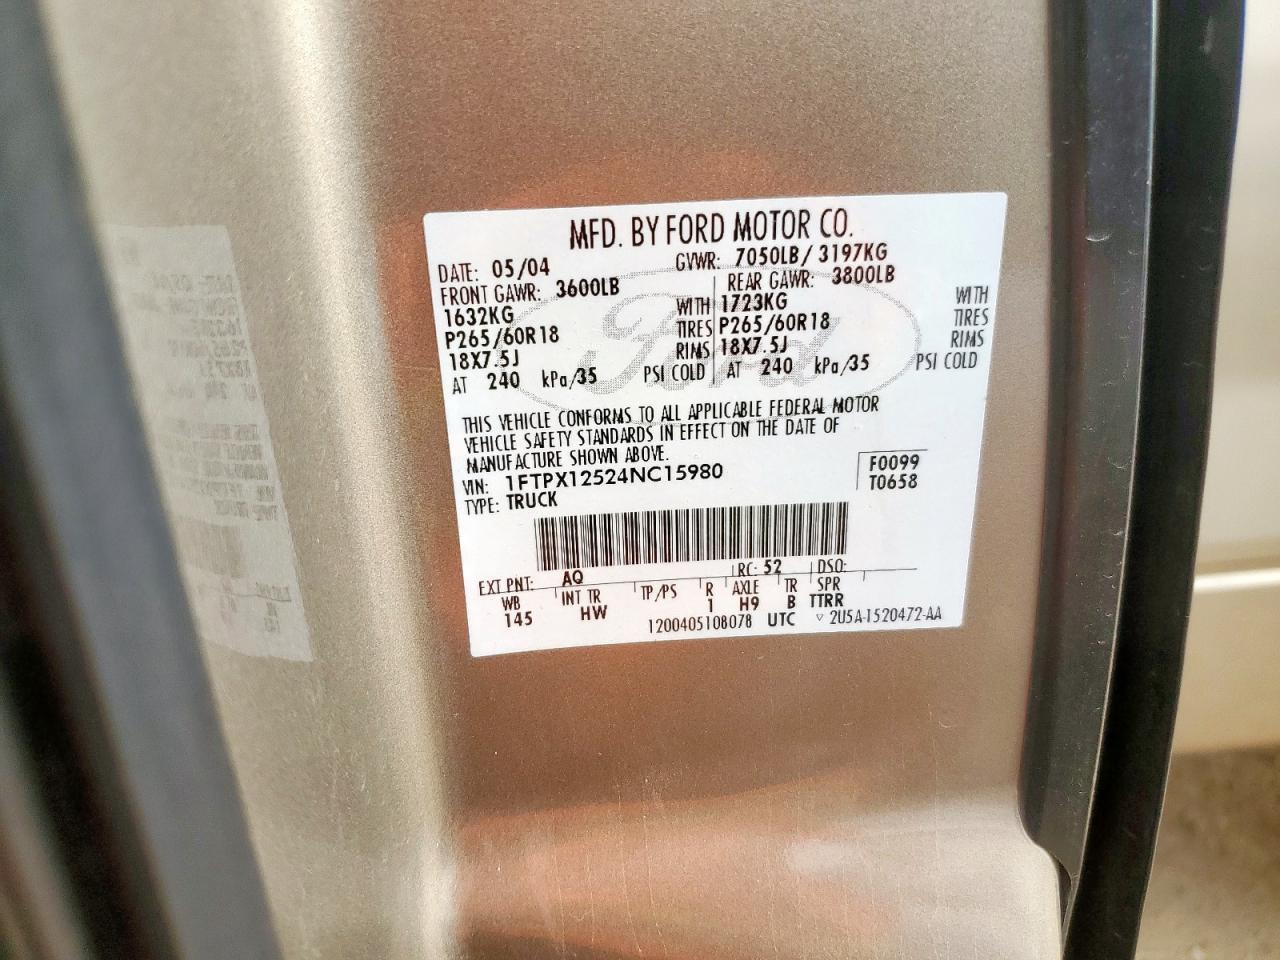 MFD. BY FORD MOTOR CO.
DATE: 05/04 GVWR: 7050LB/ 3197KG
FRONT GAWR: 3600LB REAR GAWR: 3800LB
1632KG WITH 1723KG WITH
P265/60R18 TIRES P265/60R18 TIRES
18X7.5J RIMS 18X7.5J RIMS
AT 240 kPa/35 PSI COLD AT 240 kPa/35 PSI COLD
Ford
THIS VEHICLE CONFORMS TO ALL APPLICABLE FEDERAL MOTOR
VEHICLE SAFETY STANDARDS IN EFFECT ON THE DATE OF
MANUFACTURE SHOWN ABOVE.
VIN: 1FTPX12524NC15980 F0099
TYPE: TRUCK T0658
EXT PNT: AQ RC: 52 DSO:
WB INT TR TP/PS R AXLE TR SPR
145 HW 1 H9 B TTRR
1200405108078 UTC ▽ 2U5A-1520472-AA